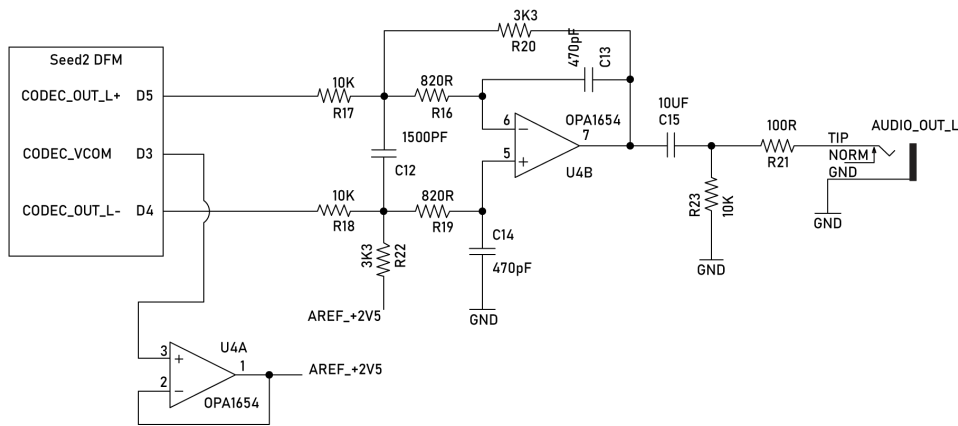 3K3
R20
470pF
C13
Seed2 DFM
CODEC_OUT_L+ D5
10K
R17
820R
R16
6
OPA1654
7
5
U4B
10UF
C15
100R
R21
TIP
NORM
GND
AUDIO_OUT_L
CODEC_VCOM D3
1500PF
C12
CODEC_OUT_L- D4
10K
R18
820R
R19
R23
10K
GND
3K3
R22
C14
470pF
GND
GND
AREF_+2V5
U4A
3
1
2
AREF_+2V5
OPA1654